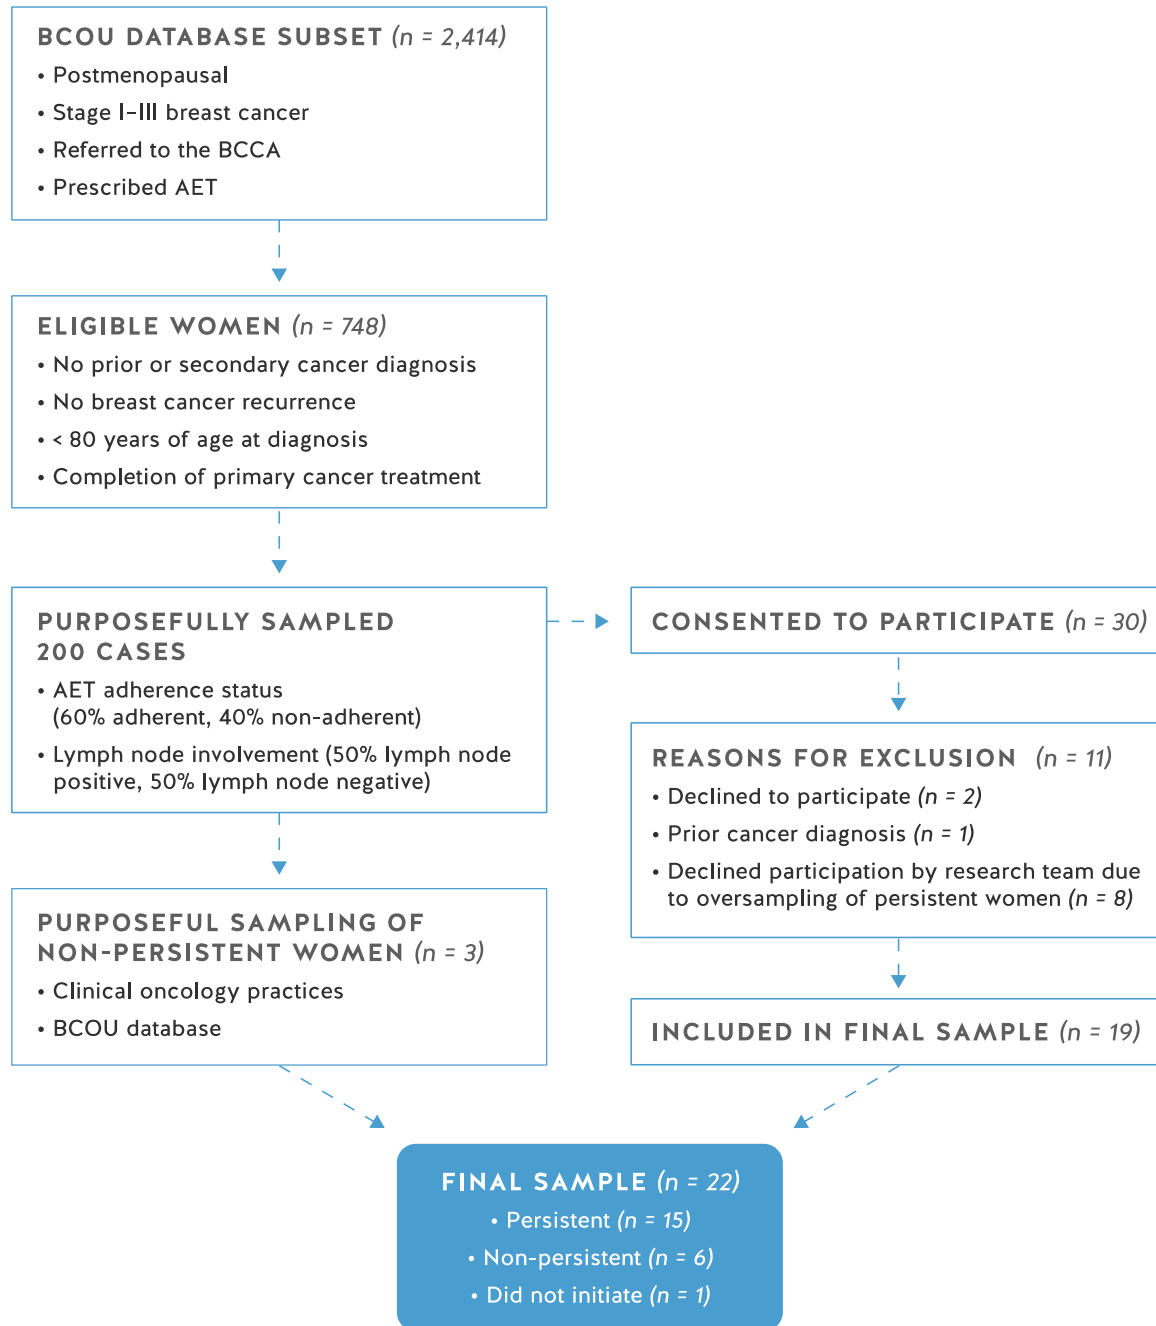 BCOU DATABASE SUBSET (n = 2,414)
• Postmenopausal
• Stage I–III breast cancer
• Referred to the BCCA
• Prescribed AET
ELIGIBLE WOMEN (n = 748)
• No prior or secondary cancer diagnosis
• No breast cancer recurrence
• < 80 years of age at diagnosis
• Completion of primary cancer treatment
PURPOSEFULLY SAMPLED
200 CASES
• AET adherence status
(60% adherent, 40% non-adherent)
• Lymph node involvement (50% lymph node
positive, 50% lymph node negative)
CONSENTED TO PARTICIPATE (n = 30)
REASONS FOR EXCLUSION (n = 11)
• Declined to participate (n = 2)
• Prior cancer diagnosis (n = 1)
• Declined participation by research team due
to oversampling of persistent women (n = 8)
PURPOSEFUL SAMPLING OF
NON-PERSISTENT WOMEN (n = 3)
• Clinical oncology practices
• BCOU database
INCLUDED IN FINAL SAMPLE (n = 19)
FINAL SAMPLE (n = 22)
• Persistent (n = 15)
• Non-persistent (n = 6)
• Did not initiate (n = 1)